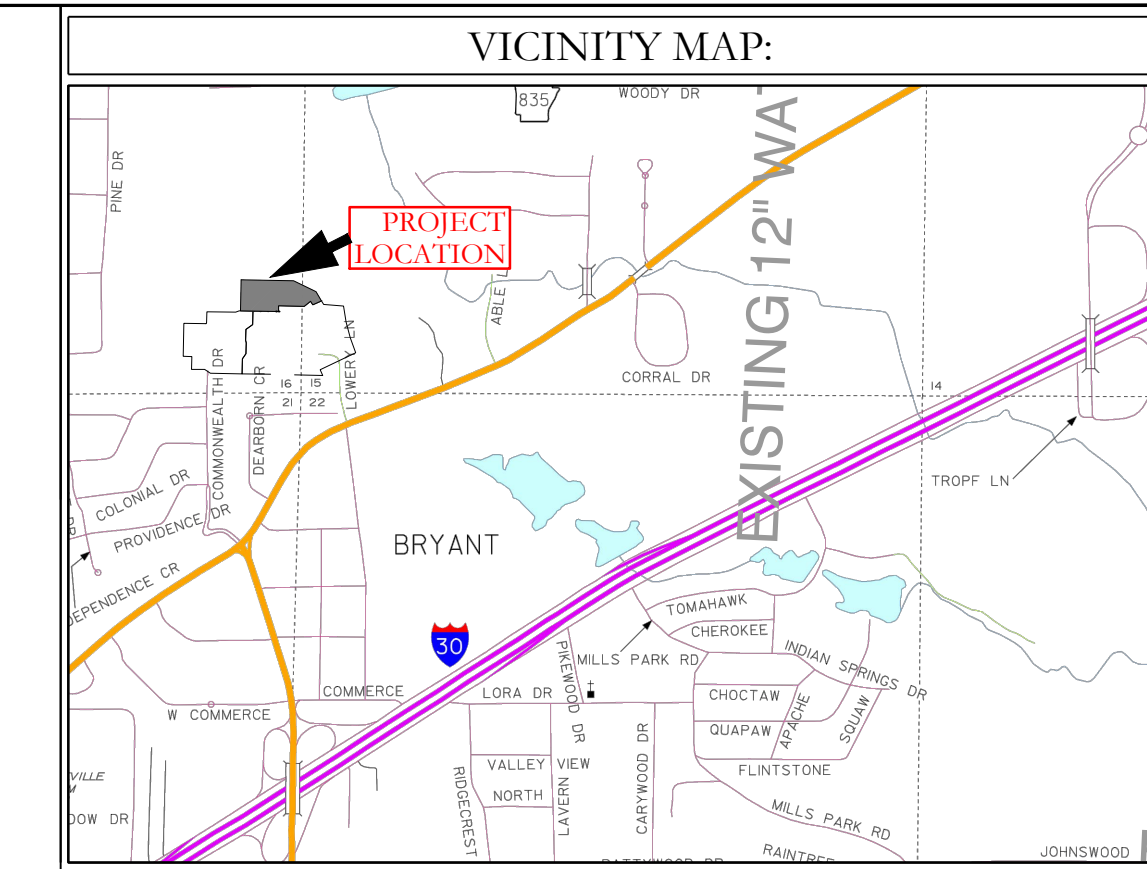 VICINITY MAP:
835
WOODY DR
PINE DR
PROJECT
LOCATION
EXISTING 12" WA
ABLE L
LOWERY LN
CORRAL DR
COMMONWEALTH DR
DEARBORN CR
16 15
21 22
14
TROPF LN
COLONIAL DR
PROVIDENCE DR
DEPENDENCE CR
BRYANT
30
TOMAHAWK
CHEROKEE
MILLS PARK RD
INDIAN SPRINGS DR
PIKEWOOD DR
COMMERCE
LORA DR
W COMMERCE
CHOCTAW
APACHE
SQUAW
QUAPAW
FLINTSTONE
VALLEY VIEW
NORTH
RIDGECREST
LAVERN
CARYWOOD DR
VILLE
DOW DR
MILLS PARK RD
RAINTREE
JOHNSWOOD